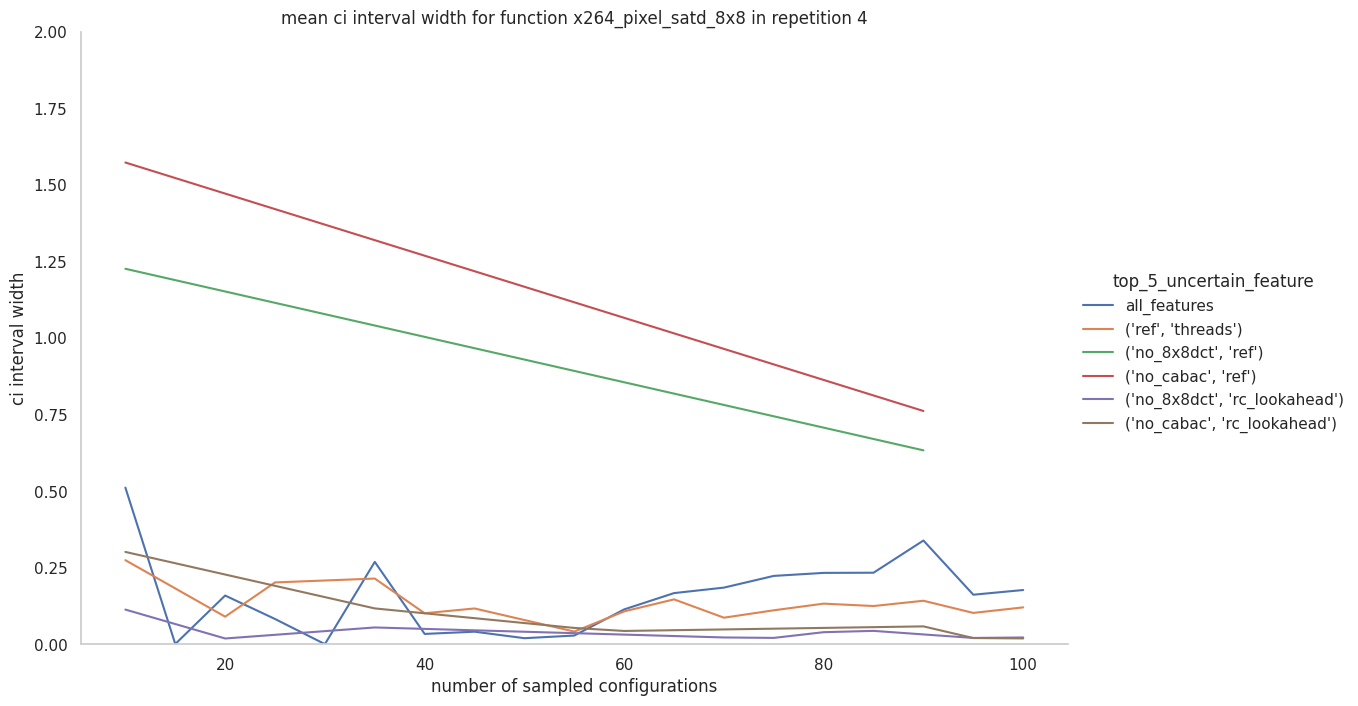 mean ci interval width for function x264_pixel_satd_8x8 in repetition 4
2.00
1.75
1.50
1.25
1.00
0.75
0.50
0.25
0.00
ci interval width
20
40
60
80
100
number of sampled configurations
top_5_uncertain_feature
all_features
('ref', 'threads')
('no_8x8dct', 'ref')
('no_cabac', 'ref')
('no_8x8dct', 'rc_lookahead')
('no_cabac', 'rc_lookahead')